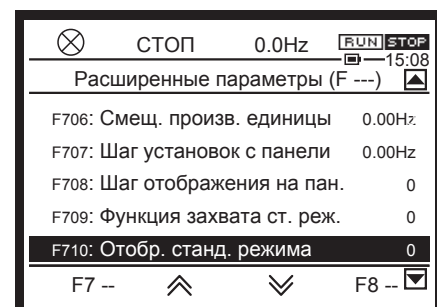 СТОП 0.0Hz RUN STOP
15:08
Расширенные параметры (F ---)
F706: Смещ. произв. единицы 0.00Hz
F707: Шаг установок с панели 0.00Hz
F708: Шаг отображения на пан. 0
F709: Функция захвата ст. реж. 0
F710: Отобр. станд. режима 0
F7 -- F8 --